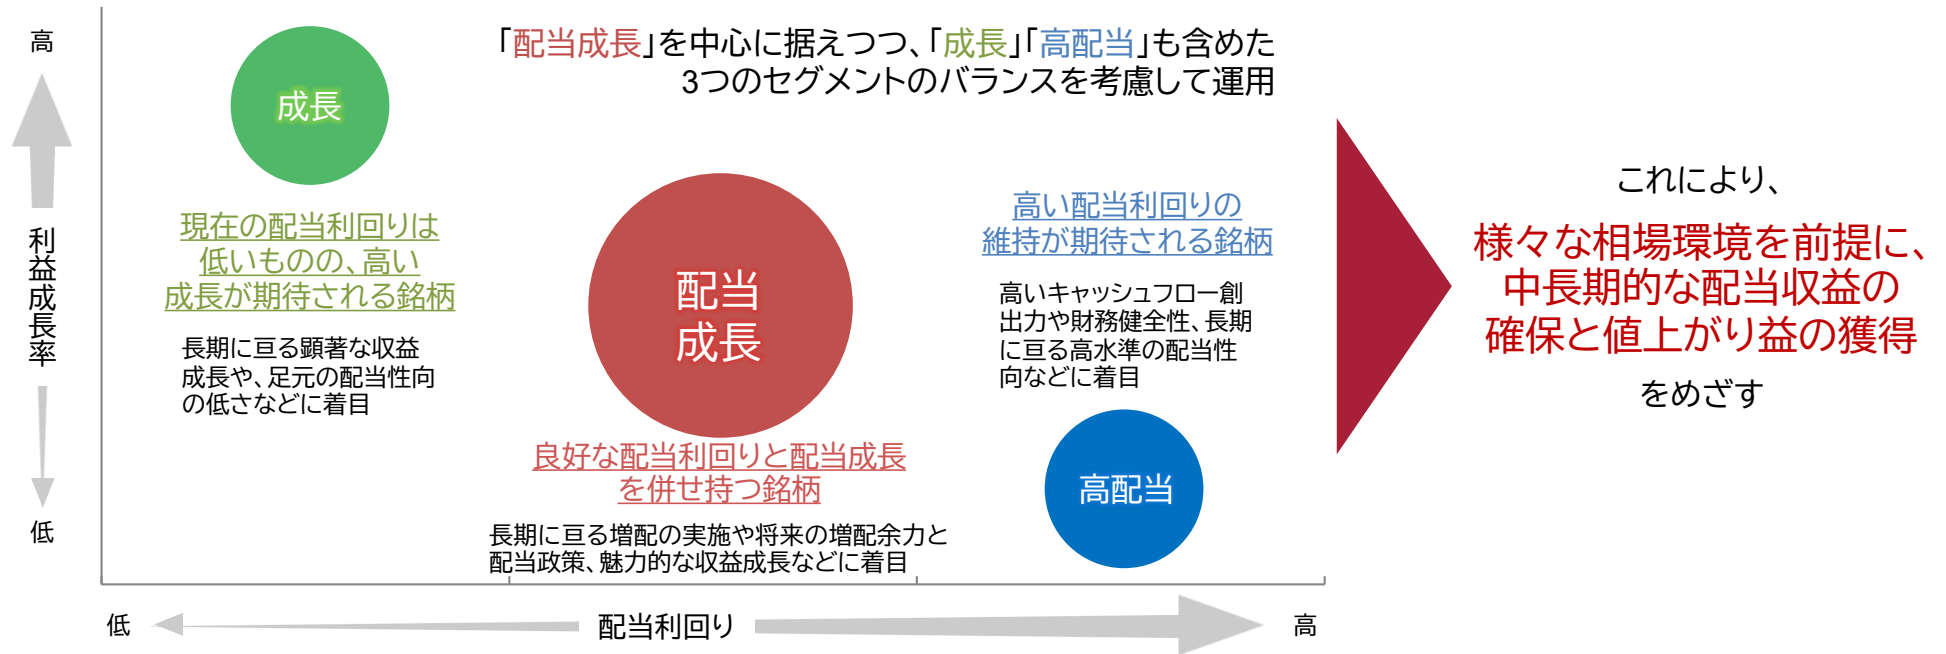 高
利益成長率
低
「配当成長」を中心に据えつつ、「成長」「高配当」も含めた
3つのセグメントのバランスを考慮して運用
成長
現在の配当利回りは
低いものの、高い
成長が期待される銘柄
長期に亘る顕著な収益
成長や、足元の配当性向
の低さなどに着目
配当
成長
良好な配当利回りと配当成長
を併せ持つ銘柄
長期に亘る増配の実施や将来の増配余力と
配当政策、魅力的な収益成長などに着目
高い配当利回りの
維持が期待される銘柄
高いキャッシュフロー創
出力や財務健全性、長期
に亘る高水準の配当性
向などに着目
高配当
低
配当利回り
高
これにより、
様々な相場環境を前提に、
中長期的な配当収益の
確保と値上がり益の獲得
をめざす